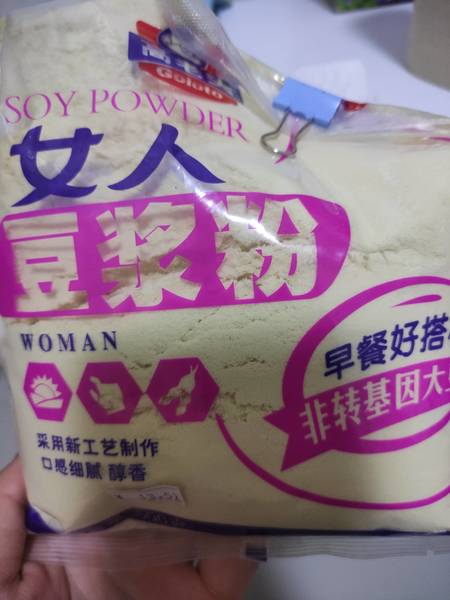 Goloto
SOY POWDER
女人
豆浆粉
WOMAN
早餐好搭
非转基因大
采用新工艺制作
口感细腻 醇香